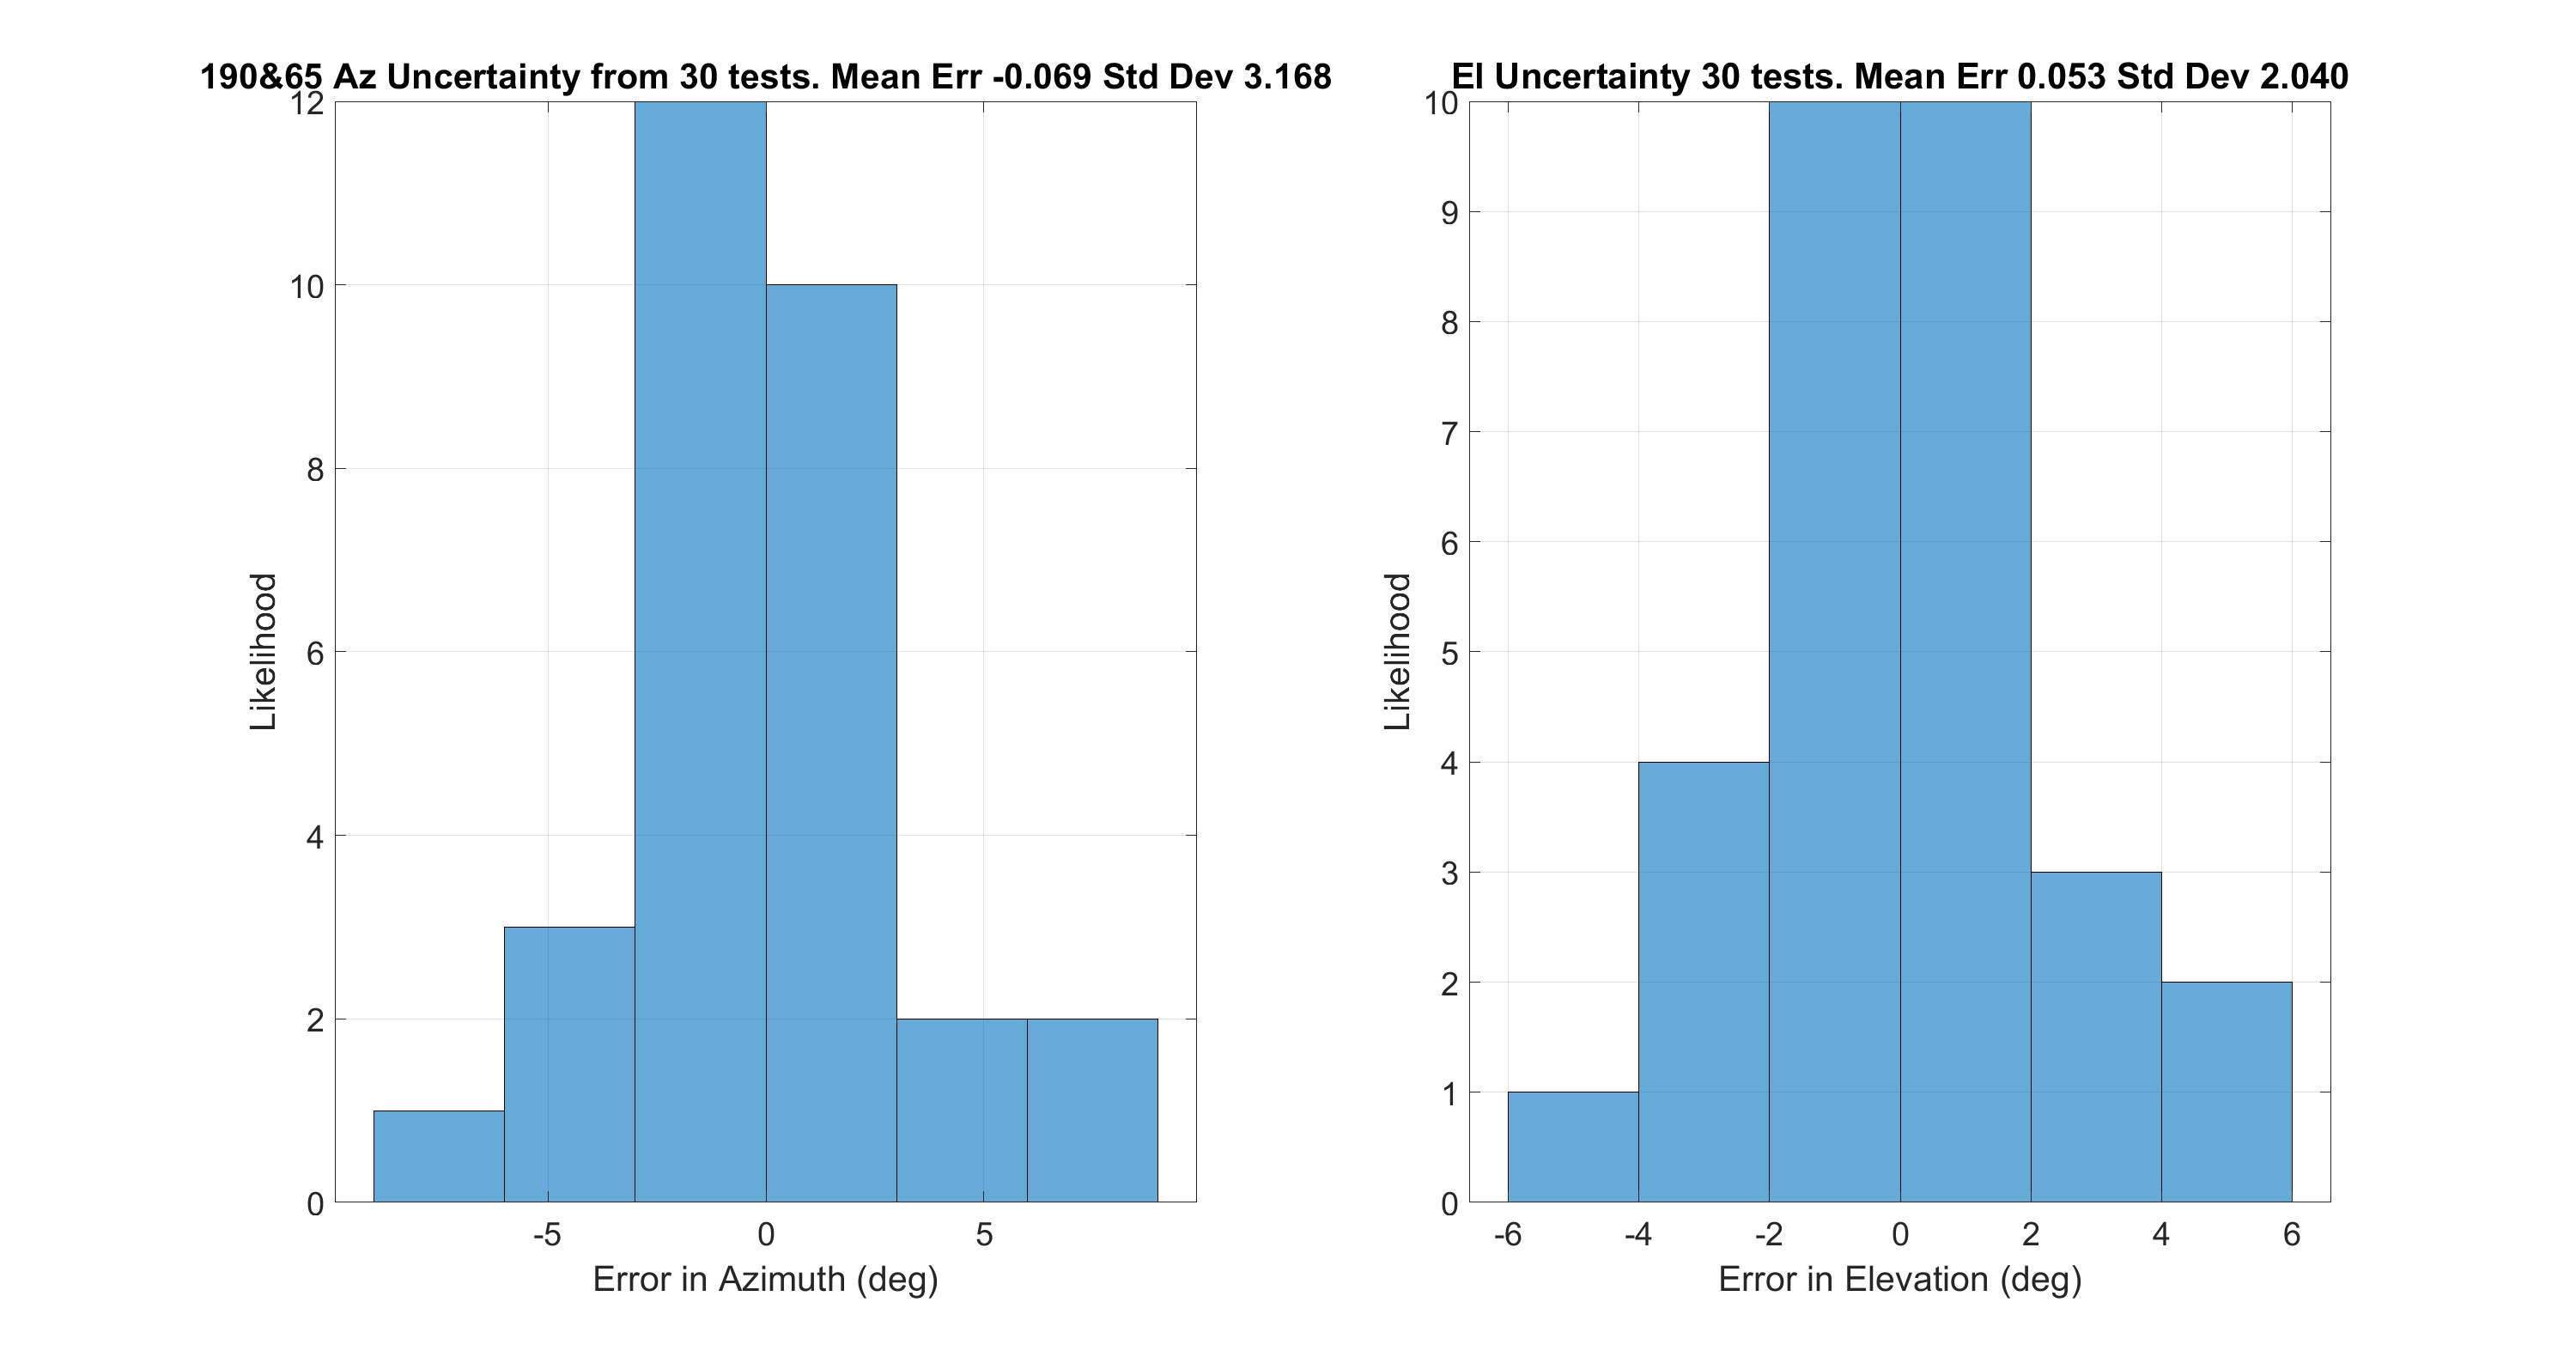 190&65 Az Uncertainty from 30 tests. Mean Err -0.069 Std Dev 3.168
12
10
8
6
4
2
0
Likelihood
-5 0 5
Error in Azimuth (deg)
El Uncertainty 30 tests. Mean Err 0.053 Std Dev 2.040
10
9
8
7
6
5
4
3
2
1
0
Likelihood
-6 -4 -2 0 2 4 6
Error in Elevation (deg)